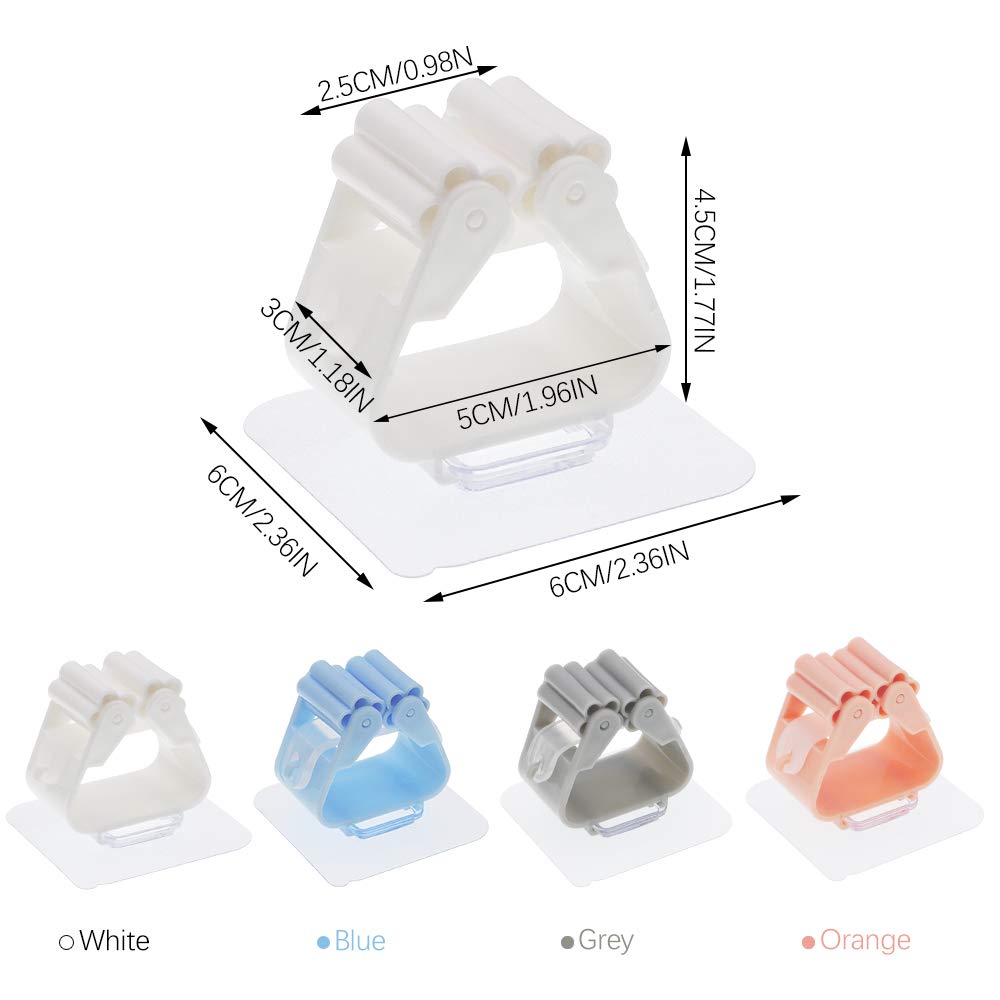 2.5CM/0.98IN
4.5CM/1.77IN
3CM/1.18IN
5CM/1.96IN
6CM/2.36IN
6CM/2.36IN
White
Blue
Grey
Orange